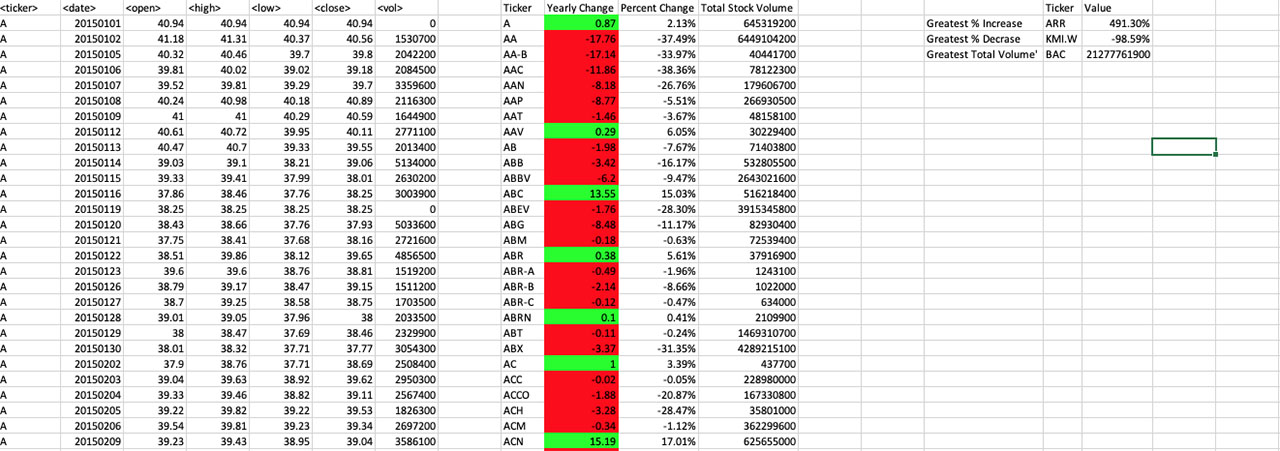 <ticker> <date> <open> <high> <low> <close> <vol> Ticker Yearly Change Percent Change Total Stock Volume Ticker Value
A 20150101 40.94 40.94 40.94 40.94 0 A 0.87 2.13% 645319200 Greatest % Increase ARR 491.30%
A 20150102 41.18 41.31 40.37 40.56 1530700 AA -17.76 -37.49% 6449104200 Greatest % Decrase KMI.W -98.59%
A 20150105 40.32 40.46 39.7 39.8 2042200 AA-B -17.14 -33.97% 40441700 Greatest Total Volume' BAC 21277761900
A 20150106 39.81 40.02 39.02 39.18 2084500 AAC -11.86 -38.36% 78122300
A 20150107 39.52 39.81 39.29 39.7 3359600 AAN -8.18 -26.76% 179606700
A 20150108 40.24 40.98 40.18 40.89 2116300 AAP -8.77 -5.51% 266930500
A 20150109 41 41 40.29 40.59 1644900 AAT -1.46 -3.67% 48158100
A 20150112 40.61 40.72 39.95 40.11 2771100 AAV 0.29 6.05% 30229400
A 20150113 40.47 40.7 39.33 39.55 2013400 AB -1.98 -7.67% 71403800
A 20150114 39.03 39.1 38.21 39.06 5134000 ABB -3.42 -16.17% 532805500
A 20150115 39.33 39.41 37.99 38.01 2630200 ABBV -6.2 -9.47% 2643021600
A 20150116 37.86 38.46 37.76 38.25 3003900 ABC 13.55 15.03% 516218400
A 20150119 38.25 38.25 38.25 38.25 0 ABEV -1.76 -28.30% 3915345800
A 20150120 38.43 38.66 37.76 37.93 5033600 ABG -8.48 -11.17% 82930400
A 20150121 37.75 38.41 37.68 38.16 2721600 ABM -0.18 -0.63% 72539400
A 20150122 38.51 39.86 38.12 39.65 4856500 ABR 0.38 5.61% 37916900
A 20150123 39.6 39.6 38.76 38.81 1519200 ABR-A -0.49 -1.96% 1243100
A 20150126 38.79 39.17 38.47 39.15 1511200 ABR-B -2.14 -8.66% 1022000
A 20150127 38.7 39.25 38.58 38.75 1703500 ABR-C -0.12 -0.47% 634000
A 20150128 39.01 39.05 37.96 38 2033500 ABRN 0.1 0.41% 2109900
A 20150129 38 38.47 37.69 38.46 2329900 ABT -0.11 -0.24% 1469310700
A 20150130 38.01 38.32 37.71 37.77 3054300 ABX -3.37 -31.35% 4289215100
A 20150202 37.9 38.76 37.71 38.69 2508400 AC 1 3.39% 437700
A 20150203 39.04 39.63 38.92 39.62 2950300 ACC -0.02 -0.05% 228980000
A 20150204 39.33 39.46 38.82 39.11 2567400 ACCO -1.88 -20.87% 167330800
A 20150205 39.22 39.82 39.22 39.53 1826300 ACH -3.28 -28.47% 35801000
A 20150206 39.54 39.81 39.23 39.34 2697200 ACM -0.34 -1.12% 362299600
A 20150209 39.23 39.43 38.95 39.04 3586100 ACN 15.19 17.01% 625655000